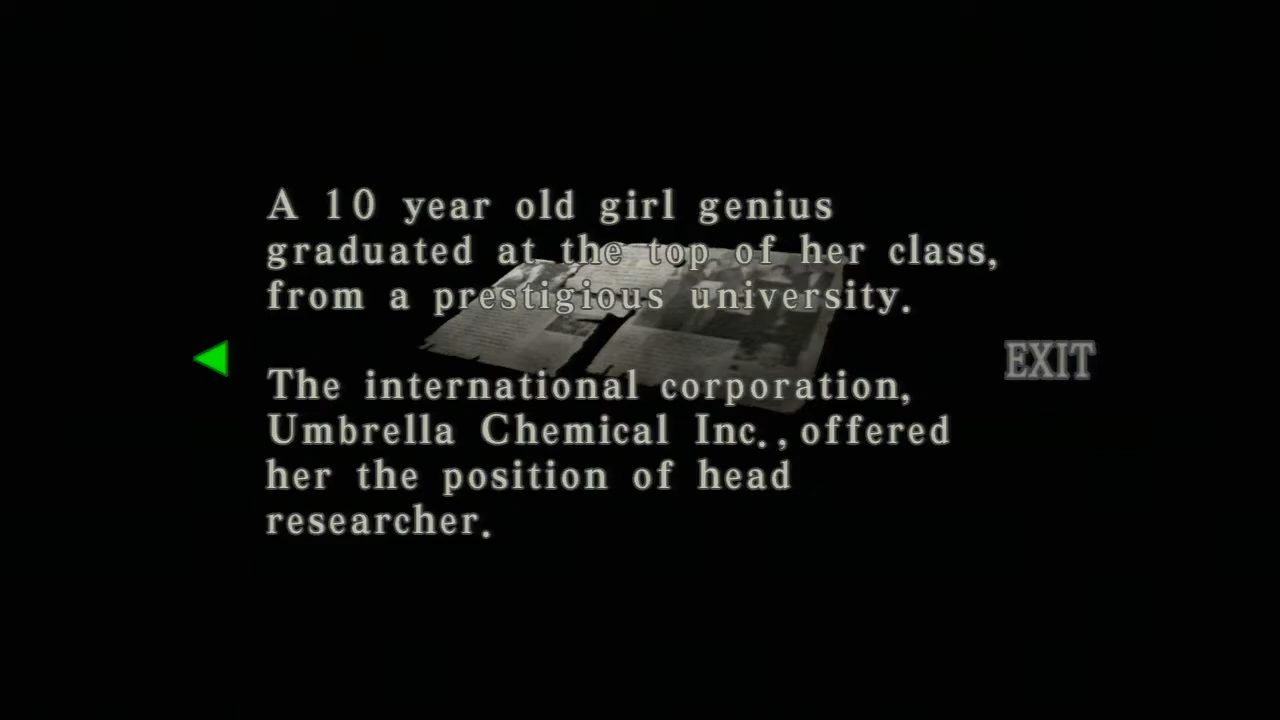 A 10 year old girl genius
graduated at the top of her class,
from a prestigious university.
The international corporation,
Umbrella Chemical Inc., offered
her the position of head
researcher.
EXIT